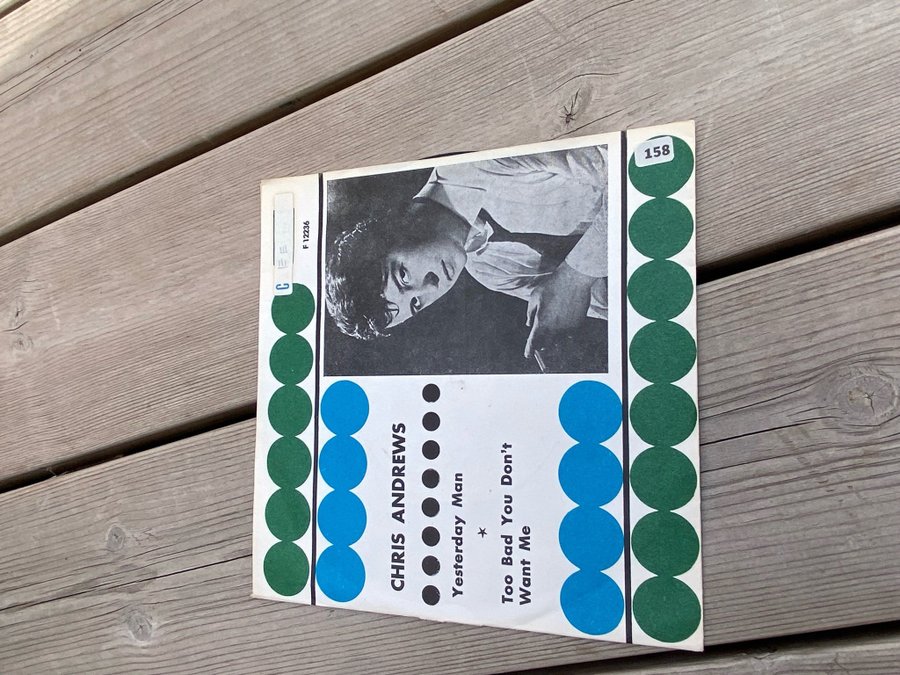 C
F 12236
CHRIS ANDREWS
Yesterday Man
*
Too Bad You Don't
Want Me
158